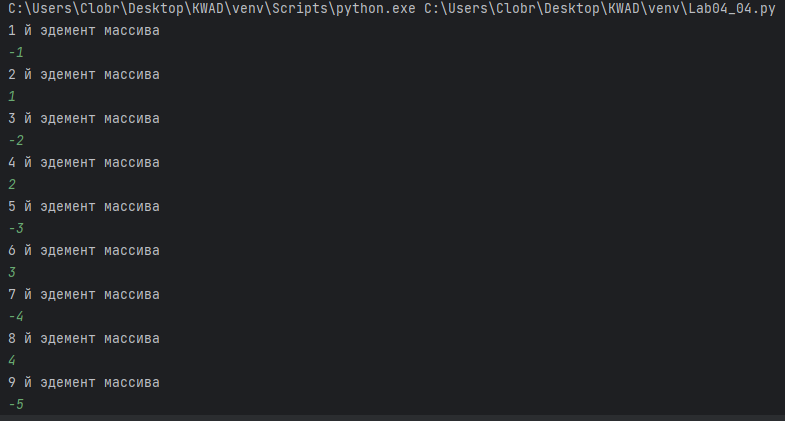 C:\Users\Clobr\Desktop\KWAD\venv\Scripts\python.exe C:\Users\Clobr\Desktop\KWAD\venv\Lab04_04.py
1 й эдемент массива
-1
2 й эдемент массива
1
3 й эдемент массива
-2
4 й эдемент массива
2
5 й эдемент массива
-3
6 й эдемент массива
3
7 й эдемент массива
-4
8 й эдемент массива
4
9 й эдемент массива
-5